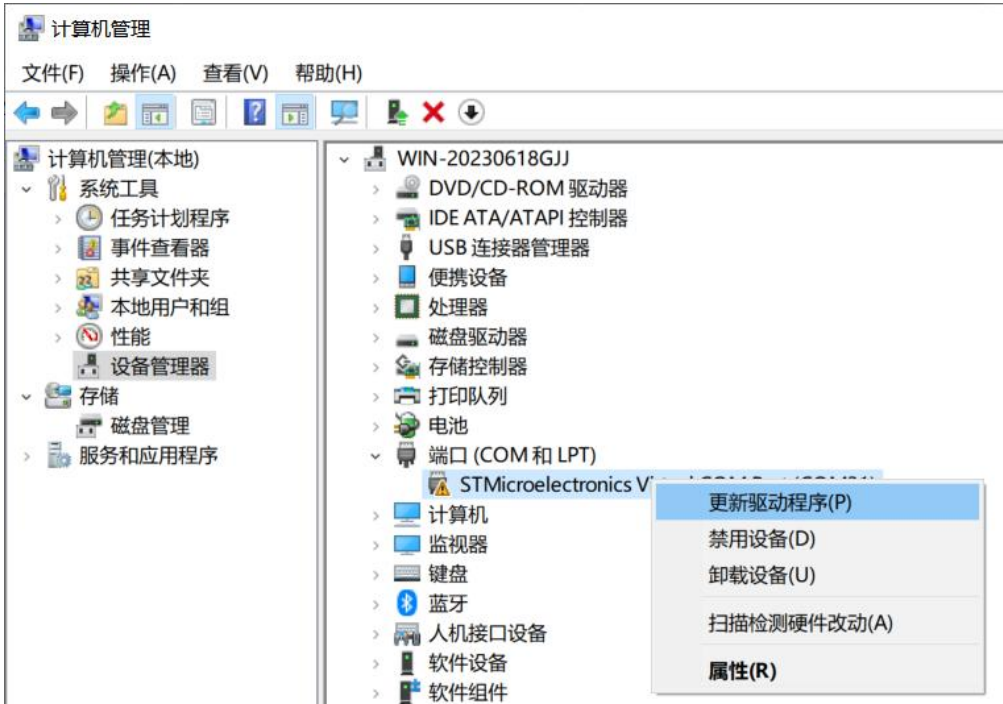 计算机管理
文件(F) 操作(A) 查看(V) 帮助(H)
计算机管理(本地)
系统工具
任务计划程序
事件查看器
共享文件夹
本地用户和组
性能
设备管理器
存储
磁盘管理
服务和应用程序
WIN-20230618GJJ
DVD/CD-ROM 驱动器
IDE ATA/ATAPI 控制器
USB 连接器管理器
便携设备
处理器
磁盘驱动器
存储控制器
打印队列
电池
端口 (COM 和 LPT)
STMicroelectronics
计算机
监视器
键盘
蓝牙
人机接口设备
软件设备
软件组件
更新驱动程序(P)
禁用设备(D)
卸载设备(U)
扫描检测硬件改动(A)
属性(R)